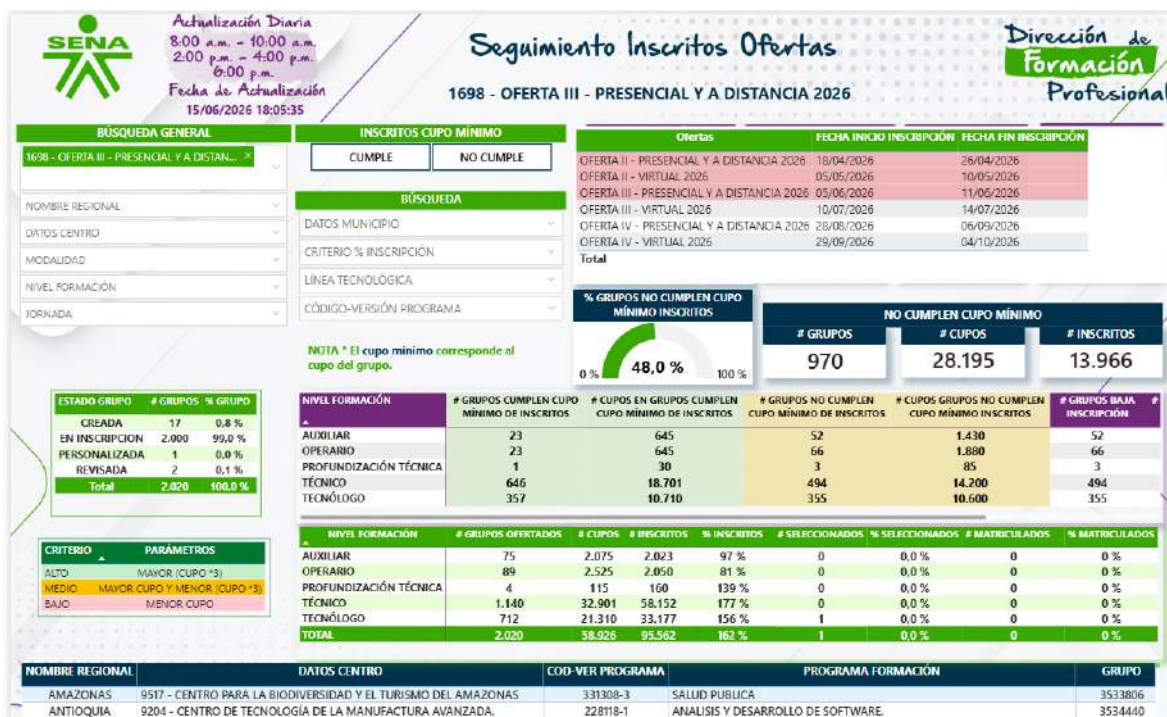 SENA
Actualización Diaria
8:00 a.m. - 10:00 a.m.
2:00 p.m. - 4:00 p.m.
6:00 p.m.
Fecha de Actualización
15/06/2026 18:05:35
Seguimiento Inscritos Ofertas
1698 - OFERTA III - PRESENCIAL Y A DISTANCIA 2026
Dirección de
Formación
Profesional
BÚSQUEDA GENERAL
1698 - OFERTA III - PRESENCIAL Y A DISTAN... ×
NOMBRE REGIONAL
DATOS CENTRO
MODALIDAD
NIVEL FORMACIÓN
JORNADA
INSCRITOS CUPO MÍNIMO
CUMPLE NO CUMPLE
BÚSQUEDA
DATOS MUNICIPIO
CRITERIO % INSCRIPCIÓN
LÍNEA TECNOLÓGICA
CÓDIGO-VERSIÓN PROGRAMA
NOTA * El cupo mínimo corresponde al
cupo del grupo.
Ofertas FECHA INICIO INSCRIPCIÓN FECHA FIN INSCRIPCIÓN
OFERTA II - PRESENCIAL Y A DISTANCIA 2026 18/04/2026 26/04/2026
OFERTA II - VIRTUAL 2026 05/05/2026 10/05/2026
OFERTA III - PRESENCIAL Y A DISTANCIA 2026 05/06/2026 11/06/2026
OFERTA III - VIRTUAL 2026 10/07/2026 14/07/2026
OFERTA IV - PRESENCIAL Y A DISTANCIA 2026 28/08/2026 06/09/2026
OFERTA IV - VIRTUAL 2026 29/09/2026 04/10/2026
Total
% GRUPOS NO CUMPLEN CUPO
MÍNIMO INSCRITOS
0 % 48,0 % 100 %
NO CUMPLEN CUPO MÍNIMO
# GRUPOS # CUPOS # INSCRITOS
970 28.195 13.966
ESTADO GRUPO # GRUPOS % GRUPO
CREADA 17 0,8 %
EN INSCRIPCION 2.000 99,0 %
PERSONALIZADA 1 0,0 %
REVISADA 2 0,1 %
Total 2.020 100,0 %
NIVEL FORMACIÓN # GRUPOS CUMPLEN CUPO # CUPOS EN GRUPOS CUMPLEN # GRUPOS NO CUMPLEN # CUPOS GRUPOS NO CUMPLEN # GRUPOS BAJA #
MÍNIMO DE INSCRITOS CUPO MÍNIMO DE INSCRITOS CUPO MÍNIMO DE INSCRITOS CUPO MÍNIMO INSCRITOS INSCRIPCIÓN
AUXILIAR 23 645 52 1.430 52
OPERARIO 23 645 66 1.880 66
PROFUNDIZACIÓN TÉCNICA 1 30 3 85 3
TÉCNICO 646 18.701 494 14.200 494
TECNÓLOGO 357 10.710 355 10.600 355
CRITERIO PARÁMETROS
ALTO MAYOR (CUPO *3)
MEDIO MAYOR CUPO Y MENOR (CUPO *3)
BAJO MENOR CUPO
NIVEL FORMACIÓN # GRUPOS OFERTADOS # CUPOS # INSCRITOS % INSCRITOS # SELECCIONADOS % SELECCIONADOS # MATRICULADOS % MATRICULADOS
AUXILIAR 75 2.075 2.023 97 % 0 0,0 % 0 0 %
OPERARIO 89 2.525 2.050 81 % 0 0,0 % 0 0 %
PROFUNDIZACIÓN TÉCNICA 4 115 160 139 % 0 0,0 % 0 0 %
TÉCNICO 1.140 32.901 58.152 177 % 0 0,0 % 0 0 %
TECNÓLOGO 712 21.310 33.177 156 % 1 0,0 % 0 0 %
TOTAL 2.020 58.926 95.562 162 % 1 0,0 % 0 0 %
NOMBRE REGIONAL DATOS CENTRO COD-VER PROGRAMA PROGRAMA FORMACIÓN GRUPO
AMAZONAS 9517 - CENTRO PARA LA BIODIVERSIDAD Y EL TURISMO DEL AMAZONAS 331308-3 SALUD PUBLICA 3533806
ANTIOQUIA 9204 - CENTRO DE TECNOLOGÍA DE LA MANUFACTURA AVANZADA. 228118-1 ANALISIS Y DESARROLLO DE SOFTWARE. 3534440